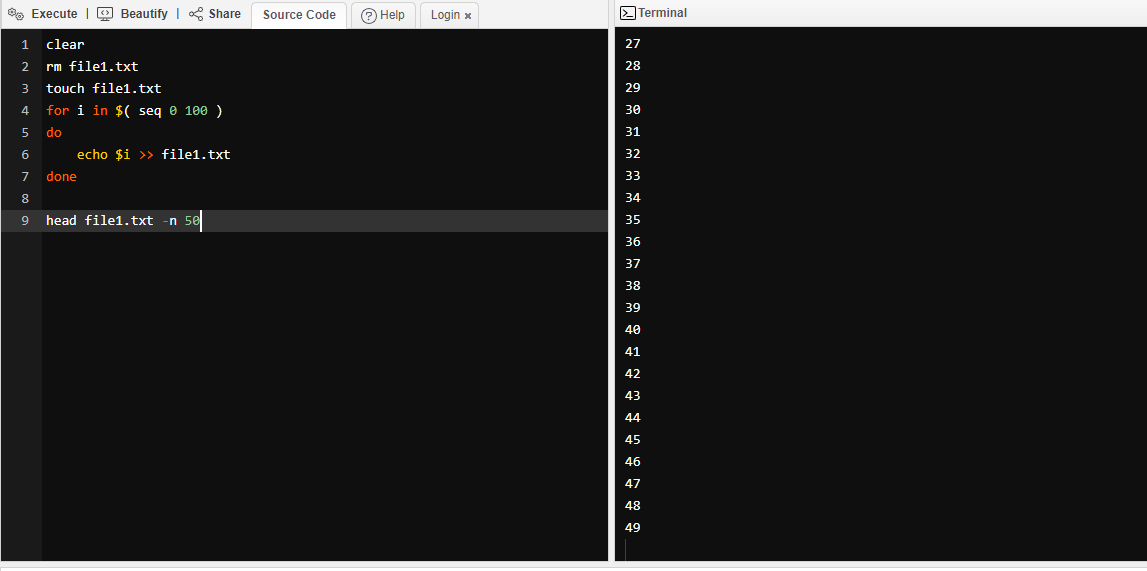 Execute | Beautify | Share Source Code Help Login ×
1 clear
2 rm file1.txt
3 touch file1.txt
4 for i in $( seq 0 100 )
5 do
6     echo $i >> file1.txt
7 done
8
9 head file1.txt -n 50
Terminal
27
28
29
30
31
32
33
34
35
36
37
38
39
40
41
42
43
44
45
46
47
48
49